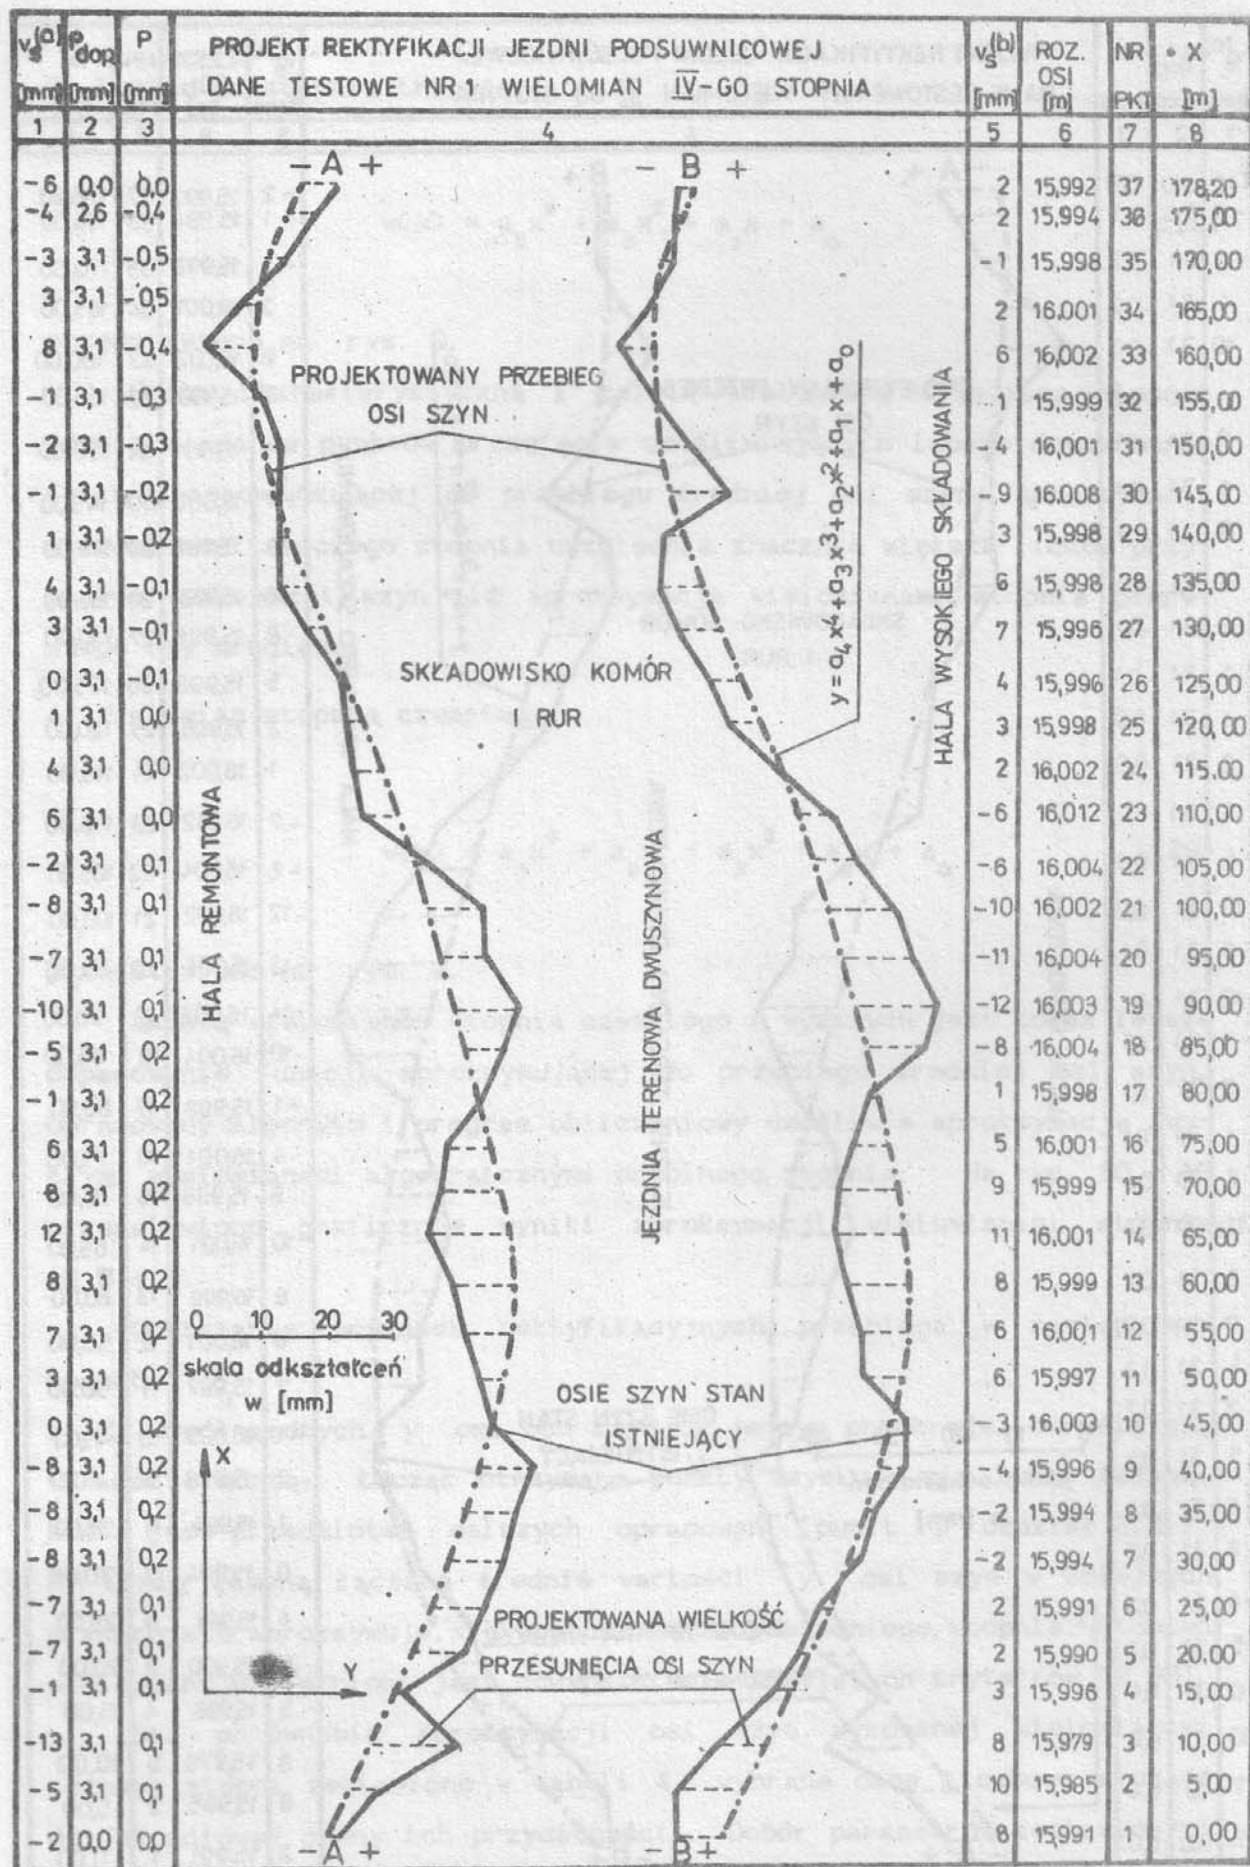 vₛ⁽ᵃ⁾ [mm] P_dop [mm] P [mm] PROJEKT REKTYFIKACJI JEZDNI PODSUWNICOWEJ vₛ⁽ᵇ⁾ [mm] ROZ. OSI [m] NR PKT X [m]
DANE TESTOWE NR 1 WIELOMIAN IV-GO STOPNIA
1 2 3 4 5 6 7 8
- A + - B +
-6 0,0 0,0 2 15,992 37 178,20
-4 2,6 -0,4 2 15,994 36 175,00
-3 3,1 -0,5 -1 15,998 35 170,00
3 3,1 -0,5 2 16.001 34 165,00
8 3,1 -0,4 6 16,002 33 160,00
PROJEKTOWANY PRZEBIEG
OSI SZYN
-1 3,1 -0,3 1 15,999 32 155,00
-2 3,1 -0,3 -4 16,001 31 150,00
-1 3,1 -0,2 -9 16.008 30 145,00
1 3,1 -0,2 3 15,998 29 140,00
4 3,1 -0,1 6 15,998 28 135,00
3 3,1 -0,1 7 15,996 27 130,00
0 3,1 -0,1 4 15,996 26 125,00
SKŁADOWISKO KOMÓR
I RUR
1 3,1 0,0 3 15,998 25 120,00
4 3,1 0,0 2 16,002 24 115.00
6 3,1 0,0 -6 16,012 23 110,00
-2 3,1 0,1 -6 16,004 22 105,00
-8 3,1 0,1 -10 16,002 21 100,00
-7 3,1 0,1 -11 16,004 20 95,00
-10 3,1 0,1 -12 16,003 19 90,00
-5 3,1 0,2 -8 16,004 18 85,00
-1 3,1 0,2 1 15,998 17 80,00
6 3,1 0,2 5 16,001 16 75,00
8 3,1 0,2 9 15,999 15 70,00
12 3,1 0,2 11 16,001 14 65,00
8 3,1 0,2 8 15,999 13 60,00
7 3,1 0,2 6 16,001 12 55,00
3 3,1 0,2 6 15,997 11 50,00
0 3,1 0,2 -3 16,003 10 45,00
-8 3,1 0,2 -4 15,996 9 40,00
-8 3,1 0,2 -2 15,994 8 35,00
-8 3,1 0,2 -2 15,994 7 30,00
-7 3,1 0,1 2 15,991 6 25,00
-7 3,1 0,1 2 15,990 5 20,00
-1 3,1 0,1 3 15,996 4 15,00
-13 3,1 0,1 8 15,979 3 10,00
-5 3,1 0,1 10 15,985 2 5,00
-2 0,0 0,0 8 15,991 1 0,00
y=a₄x⁴+a₃x³+a₂x²+a₁x+a₀
HALA WYSOKIEGO SKŁADOWANIA
HALA REMONTOWA
JEZDNIA TERENOWA DWUSZYNOWA
0 10 20 30
skala odkształceń
w [mm]
OSIE SZYN STAN
ISTNIEJĄCY
X
Y
PROJEKTOWANA WIELKOŚĆ
PRZESUNIĘCIA OSI SZYN
-A + -B+